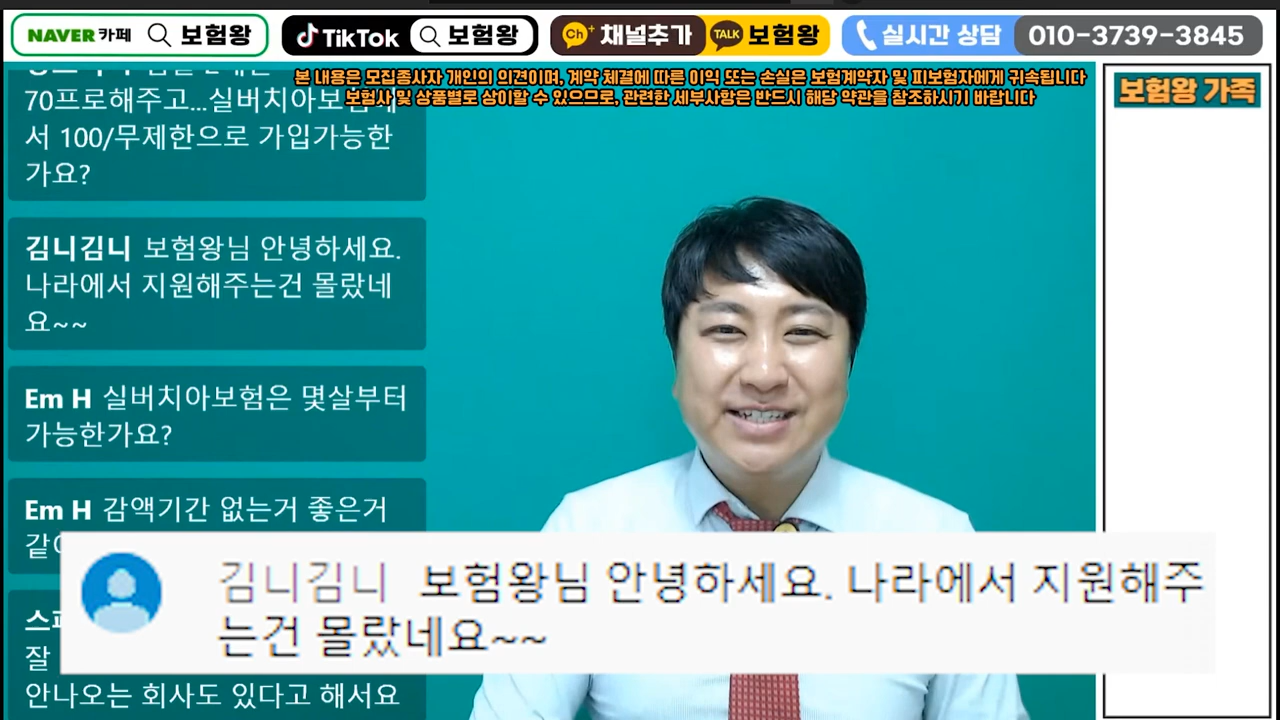 NAVER 카페 보험왕
TikTok 보험왕
Ch+ 채널추가 TALK 보험왕
실시간 상담 010-3739-3845
본 내용은 모집종사자 개인의 의견이며, 계약 체결에 따른 이익 또는 손실은 보험계약자 및 피보험자에게 귀속됩니다
보험사 및 상품별로 상이할 수 있으므로, 관련한 세부사항은 반드시 해당 약관을 참조하시기 바랍니다
보험왕 가족
70프로해주고...실버치아보험에
서 100/무제한으로 가입가능한
가요?
김니김니 보험왕님 안녕하세요.
나라에서 지원해주는건 몰랐네
요~~
Em H 실버치아보험은 몇살부터
가능한가요?
Em H 감액기간 없는거 좋은거
김니김니 보험왕님 안녕하세요. 나라에서 지원해주
는건 몰랐네요~~
잘
안나오는 회사도 있다고 해서요